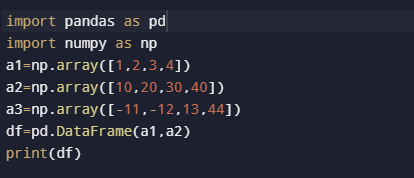 import pandas as pd
import numpy as np
a1=np.array([1,2,3,4])
a2=np.array([10,20,30,40])
a3=np.array([-11,-12,13,44])
df=pd.DataFrame(a1,a2)
print(df)